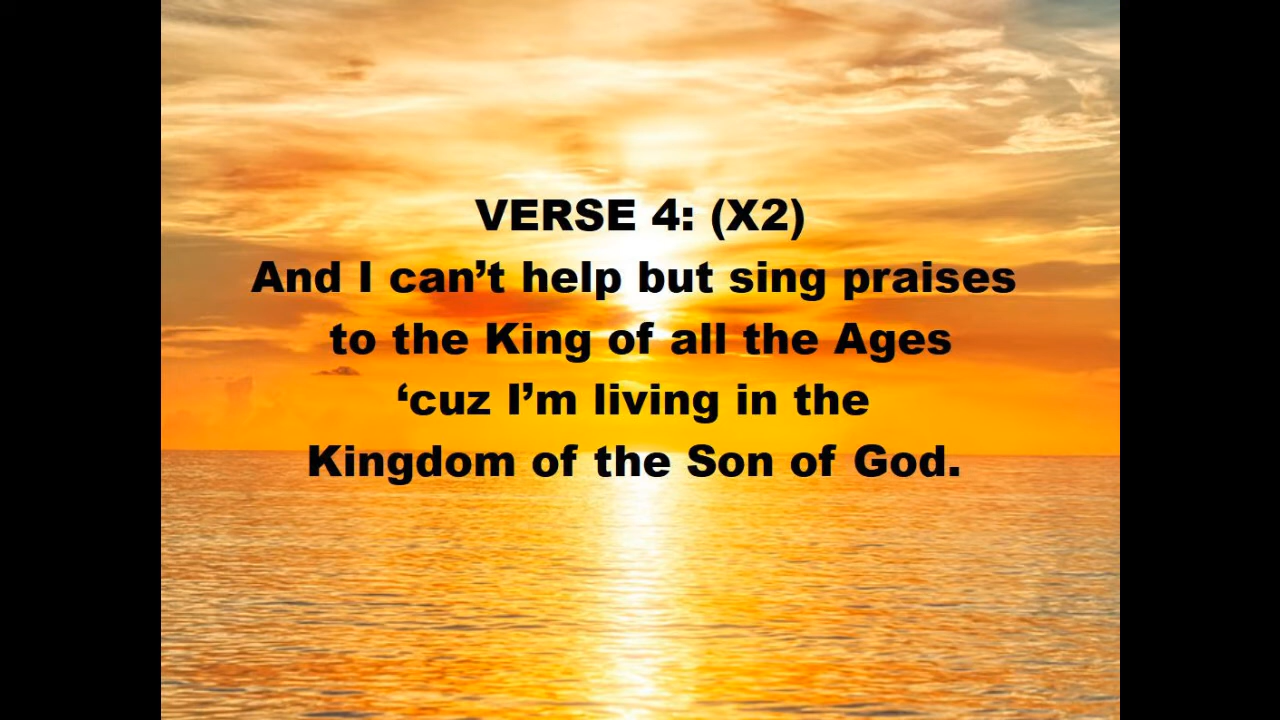 VERSE 4: (X2)
And I can’t help but sing praises
to the King of all the Ages
‘cuz I’m living in the
Kingdom of the Son of God.